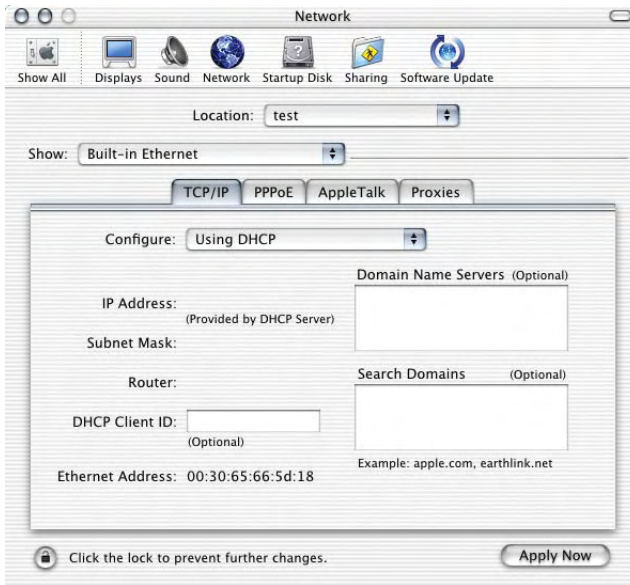 Network
Show All Displays Sound Network Startup Disk Sharing Software Update
Location: test
Show: Built-in Ethernet
TCP/IP PPPoE AppleTalk Proxies
Configure: Using DHCP
Domain Name Servers (Optional)
IP Address:
(Provided by DHCP Server)
Subnet Mask:
Router:
Search Domains (Optional)
DHCP Client ID:
(Optional)
Example: apple.com, earthlink.net
Ethernet Address: 00:30:65:66:5d:18
Click the lock to prevent further changes.
Apply Now